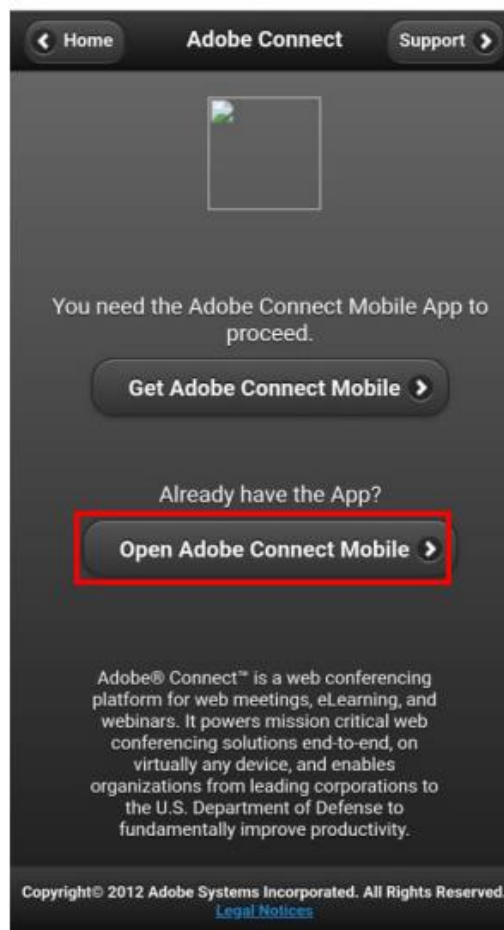 Home Adobe Connect Support
You need the Adobe Connect Mobile App to
proceed.
Get Adobe Connect Mobile
Already have the App?
Open Adobe Connect Mobile
Adobe® Connect™ is a web conferencing
platform for web meetings, eLearning, and
webinars. It powers mission critical web
conferencing solutions end-to-end, on
virtually any device, and enables
organizations from leading corporations to
the U.S. Department of Defense to
fundamentally improve productivity.
Copyright© 2012 Adobe Systems Incorporated. All Rights Reserved.
Legal Notices